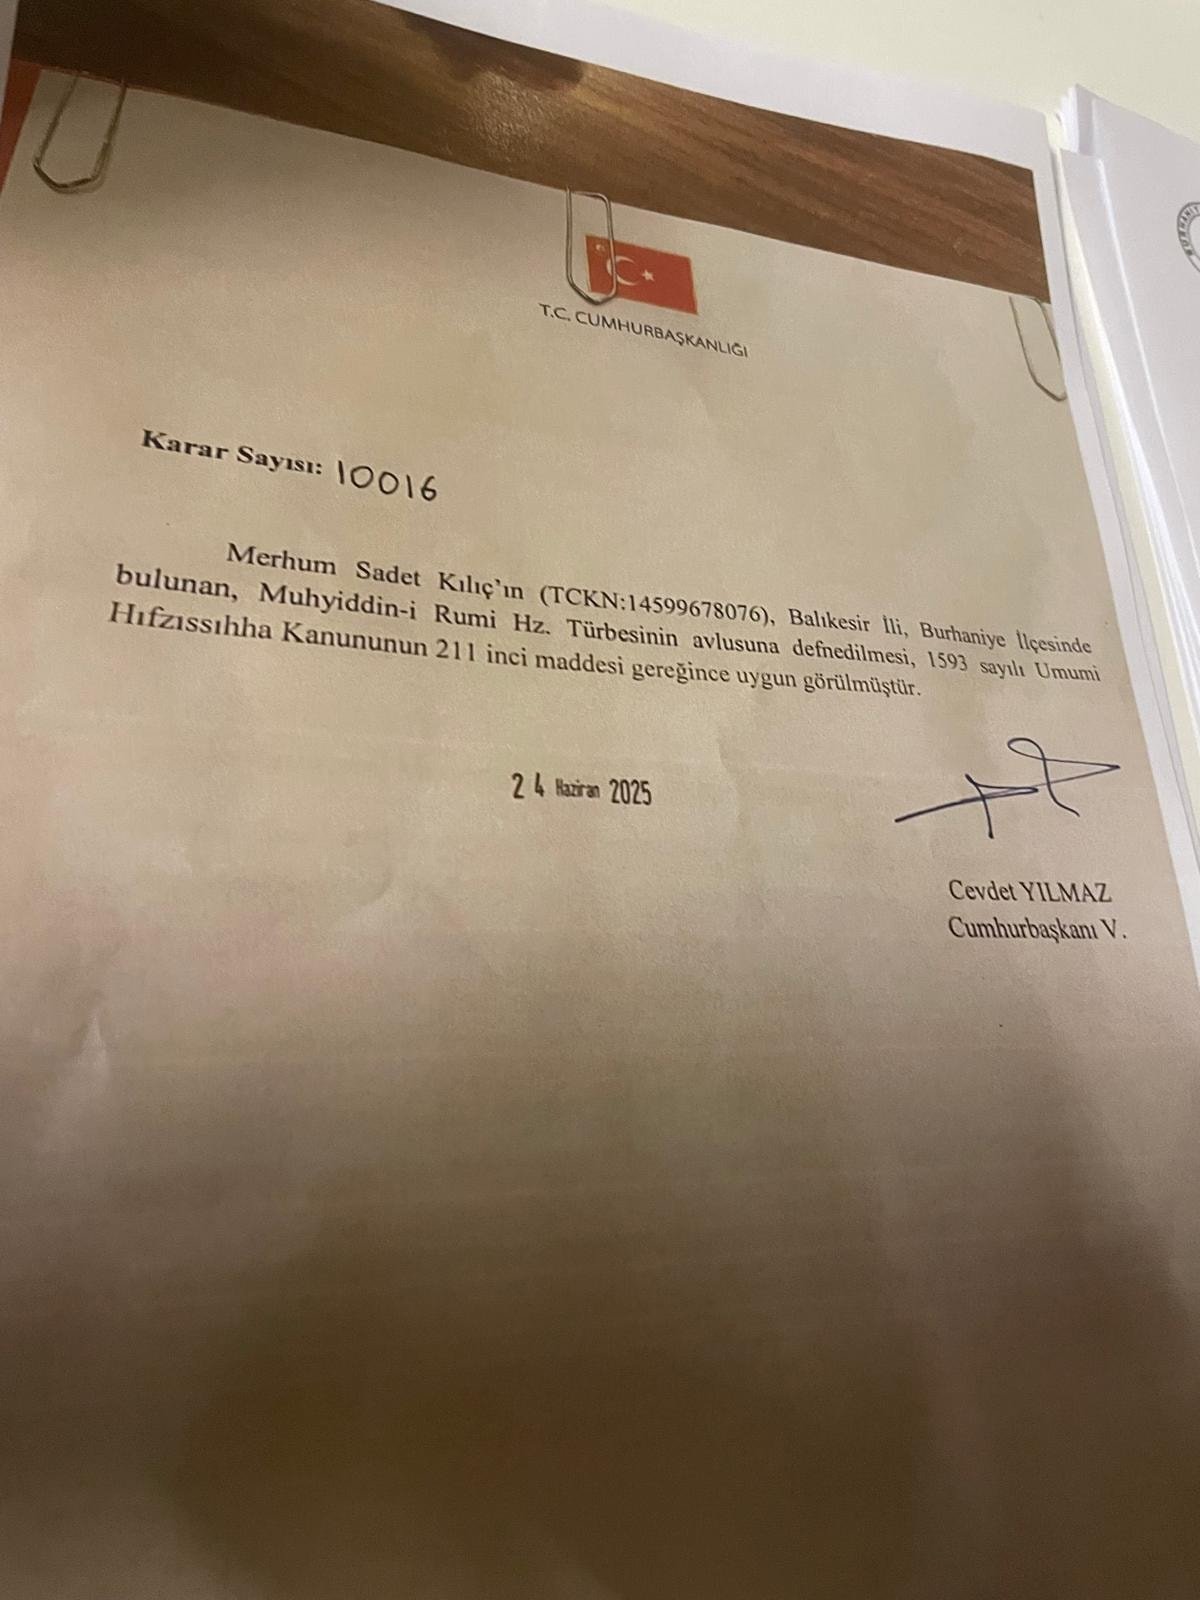 T.C. CUMHURBAŞKANLIĞI
Karar Sayısı: 10016
Merhum Sadet Kılıç’ın (TCKN:14599678076), Balıkesir İli, Burhaniye İlçesinde
bulunan, Muhyiddin-i Rumi Hz. Türbesinin avlusuna defnedilmesi, 1593 sayılı Umumi
Hıfzıssıhha Kanununun 211 inci maddesi gereğince uygun görülmüştür.
24 Haziran 2025
Cevdet YILMAZ
Cumhurbaşkanı V.